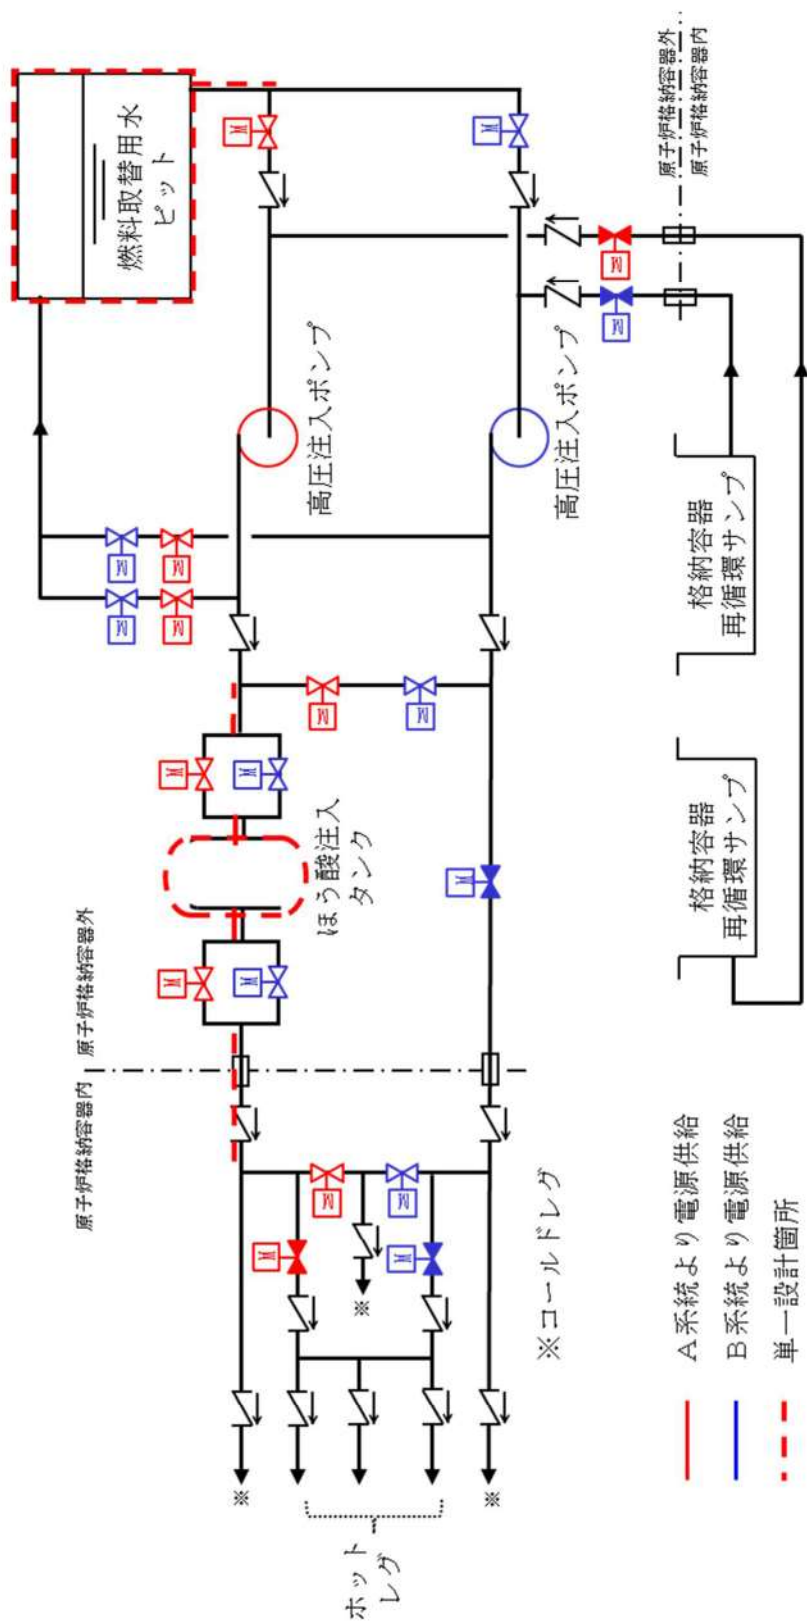 燃料取替用水
ピット
M
M
M
M
M
M
高圧注入ポンプ
高圧注入ポンプ
原子炉格納容器外
原子炉格納容器内
M
M
M
M
M
M
ほう酸注入
タンク
M
M
M
格納容器
再循環サンプ
格納容器
再循環サンプ
原子炉格納容器外
原子炉格納容器内
M
M
M
M
※
※
※
※コールドレグ
ホット
レグ
A系統より電源供給
B系統より電源供給
単一設計箇所